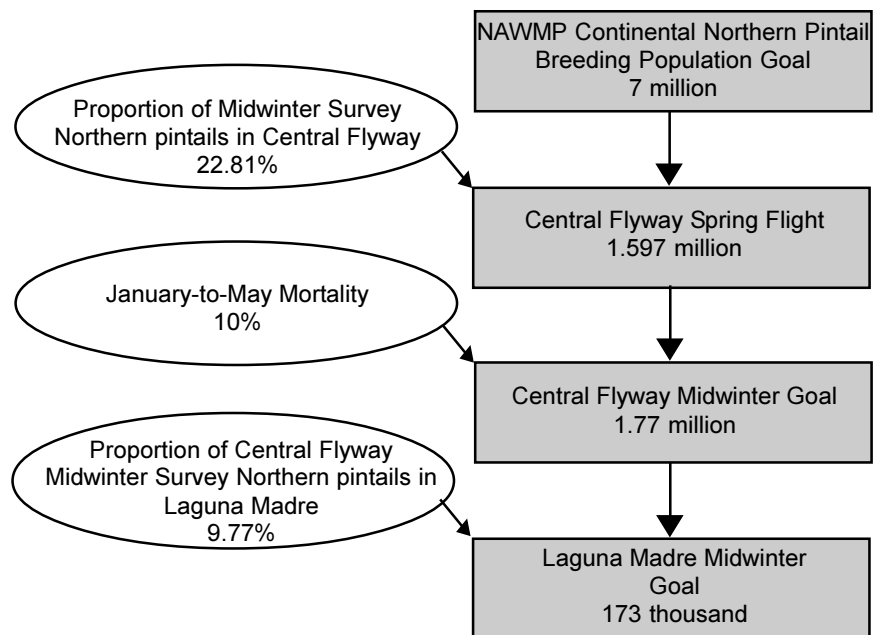 NAWMP Continental Northern Pintail
Breeding Population Goal
7 million
Proportion of Midwinter Survey
Northern pintails in Central Flyway
22.81%
Central Flyway Spring Flight
1.597 million
January-to-May Mortality
10%
Central Flyway Midwinter Goal
1.77 million
Proportion of Central Flyway
Midwinter Survey Northern pintails in
Laguna Madre
9.77%
Laguna Madre Midwinter
Goal
173 thousand